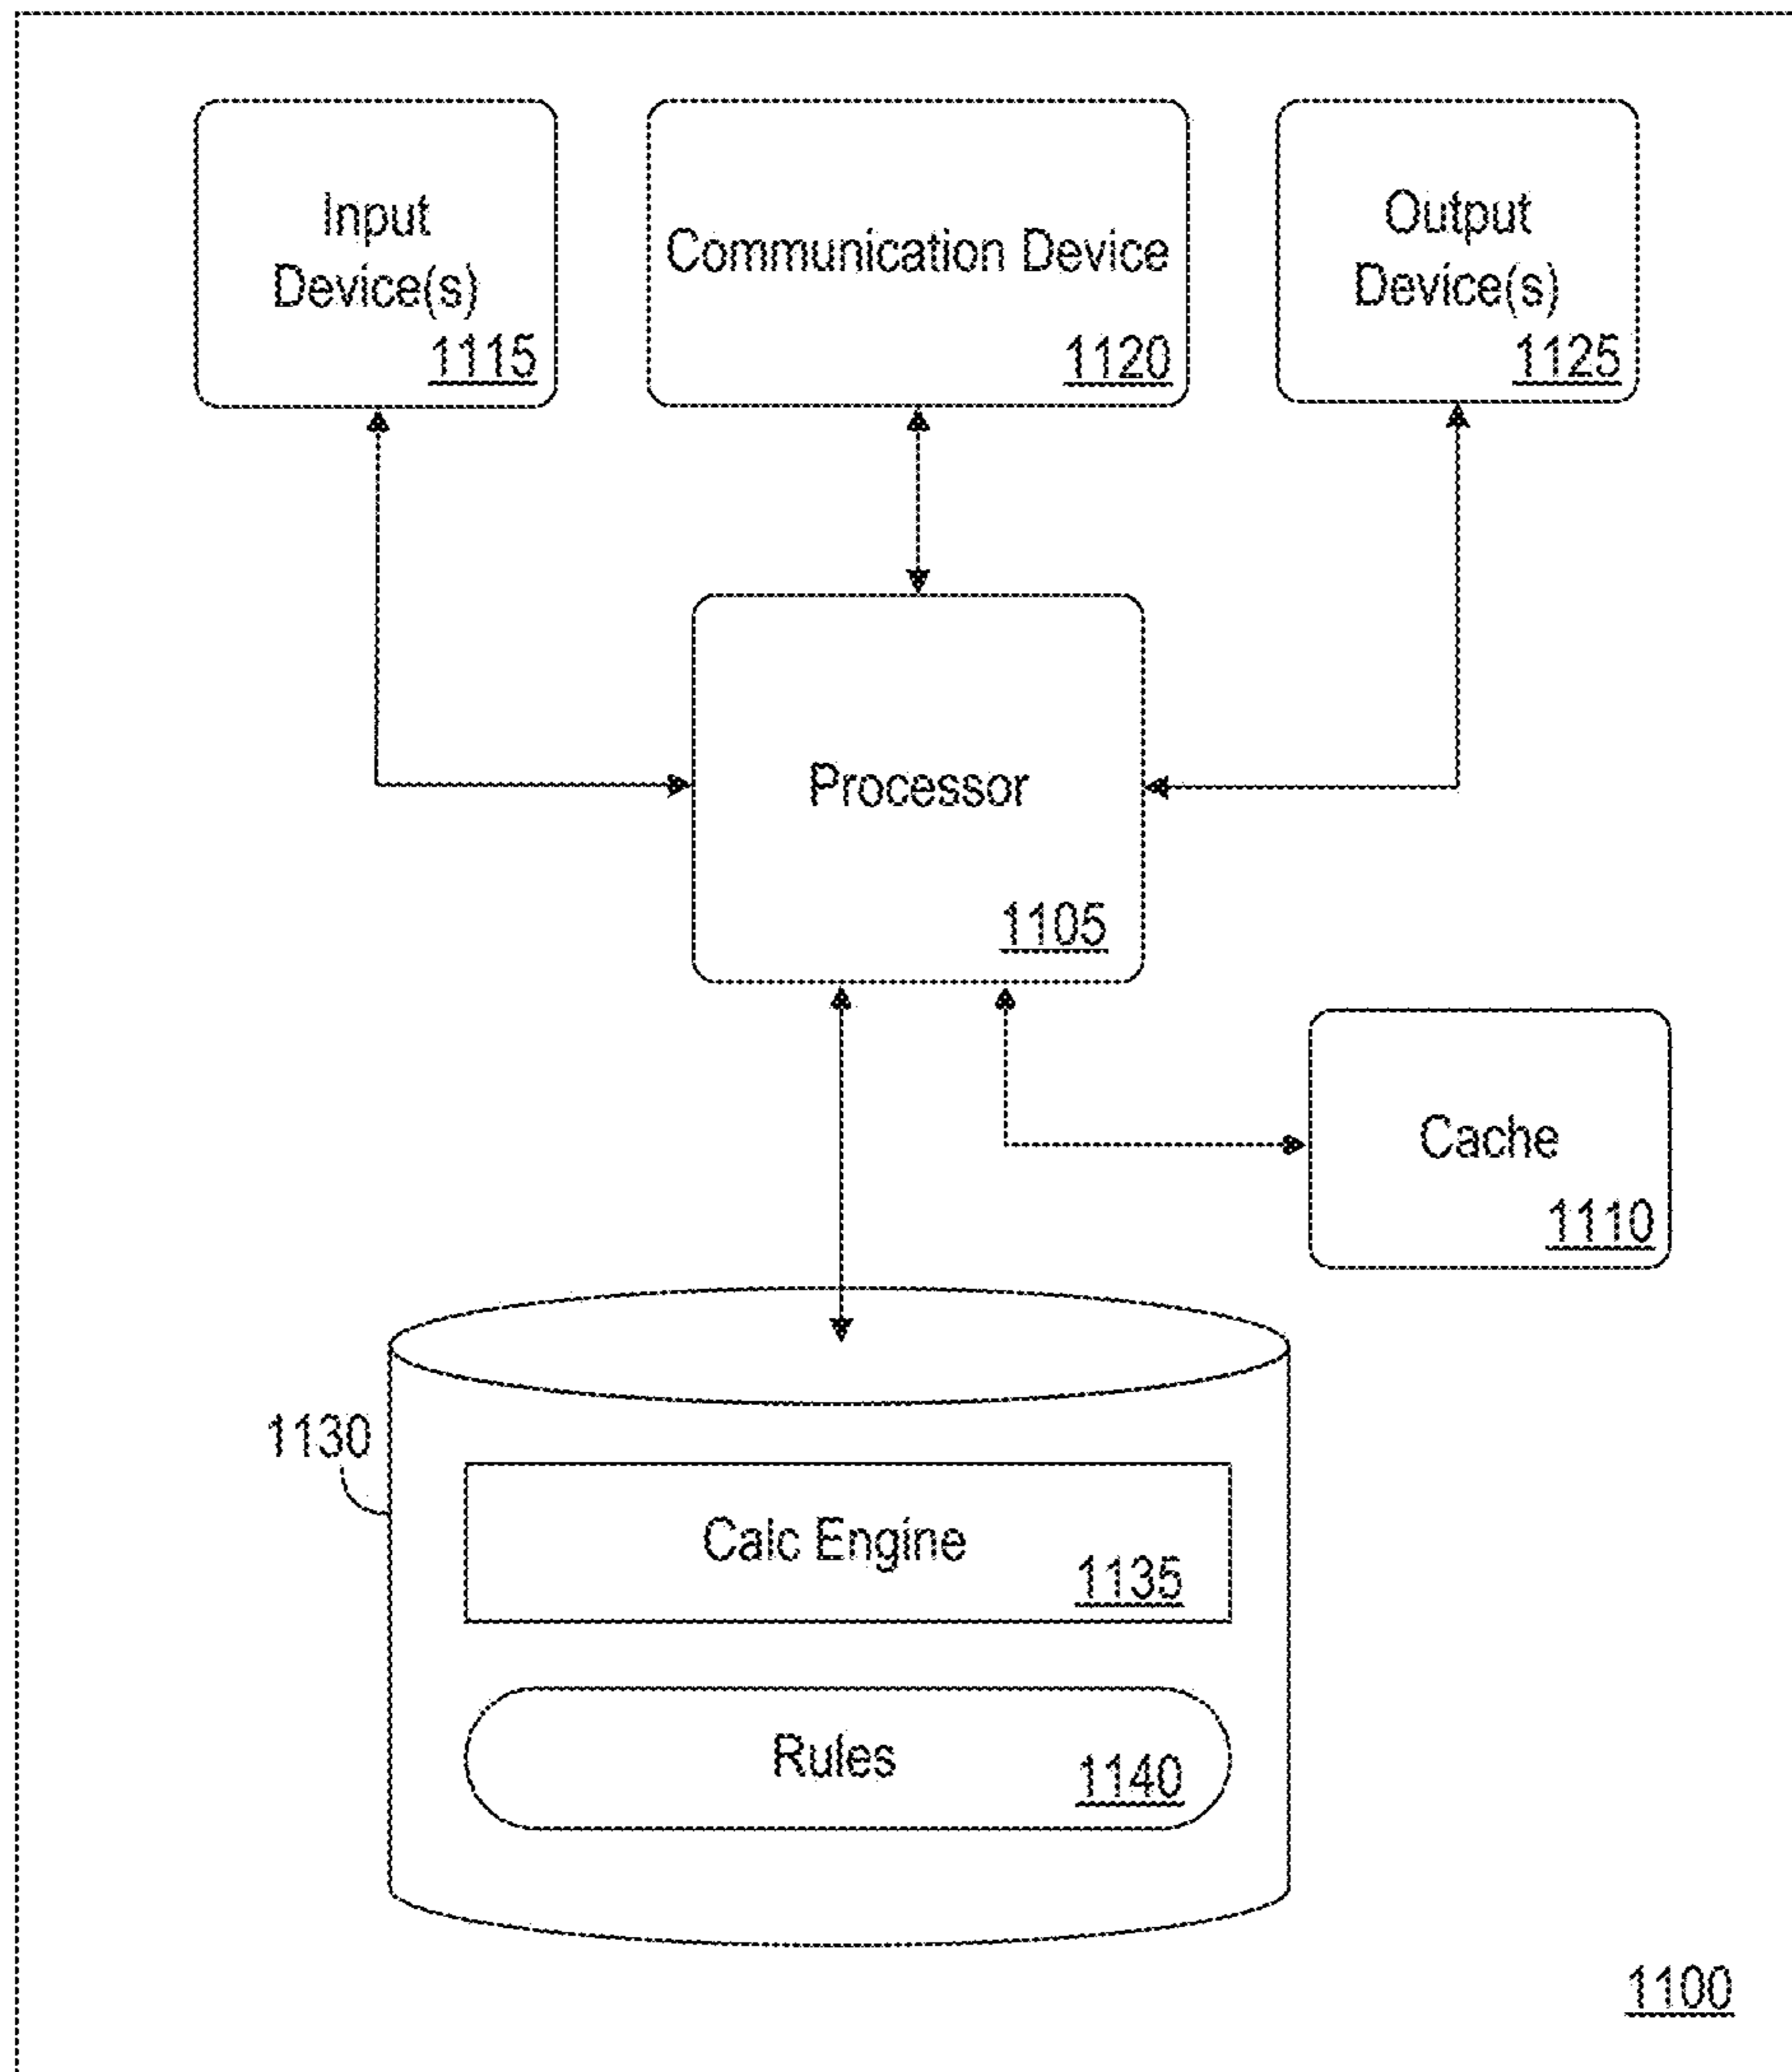 Input
Device(s)
1115
Communication Device
1120
Output
Device(s)
1125
Processor
1105
Cache
1110
1130
Calc Engine
1135
Rules
1140
1100